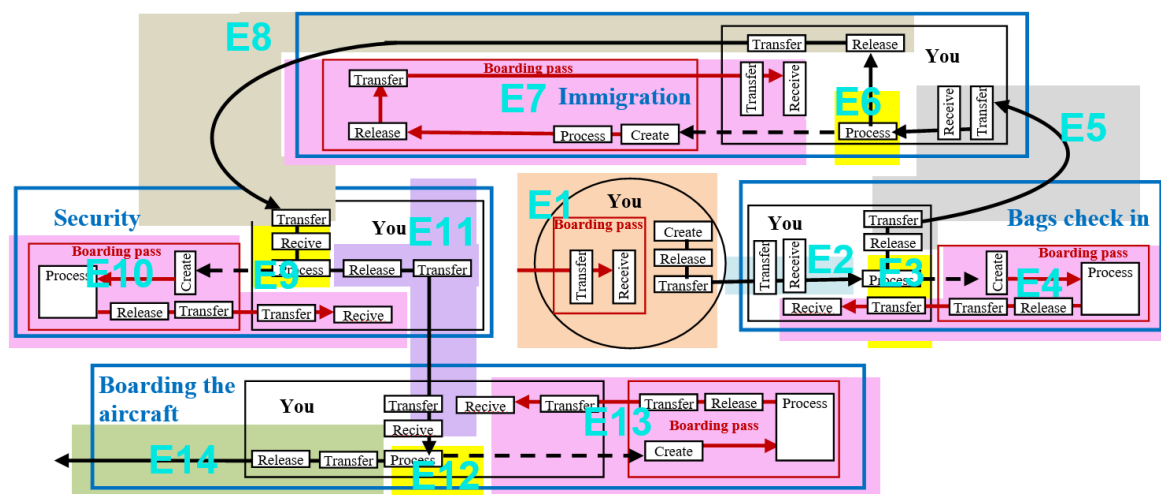 E8
Transfer
Release
You
Boarding pass
Transfer
Transfer
Receive
E7
Immigration
E6
Receive
Transfer
E5
Release
Process
Create
Process
Security
Transfer
You
E11
Recive
Boarding pass
Process
E10
Create
E9
Process
Release
Transfer
Release
Transfer
Transfer
Recive
You
E1
Boarding pass
Create
Transfer
Receive
Release
Transfer
Bags check in
You
Transfer
Release
Transfer
Receive
E2
Process
E3
Boarding pass
Create
E4
Process
Recive
Transfer
Transfer
Release
Boarding the
aircraft
You
Transfer
Recive
Transfer
E13
Transfer
Release
Process
Recive
Boarding pass
Create
E14
Release
Transfer
Process
E12